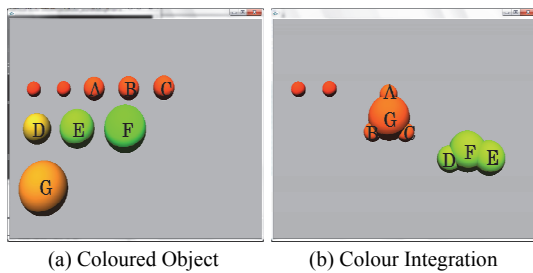 A B C
D E F
G
A
G
B C
D F E
(a) Coloured Object
(b) Colour Integration